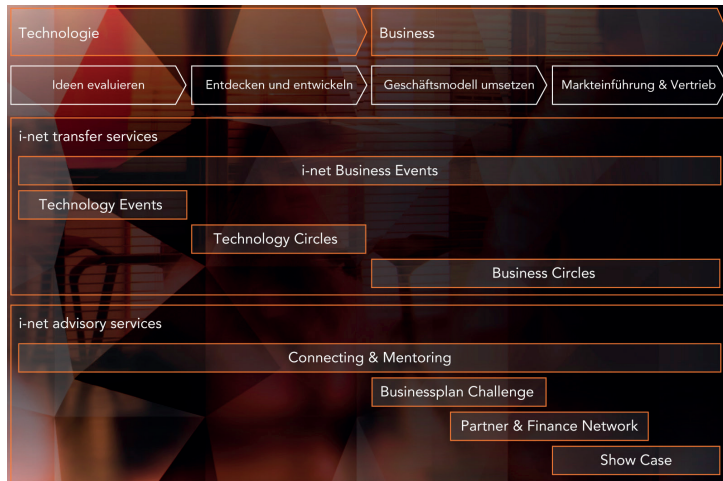 Technologie
Business
Ideen evaluieren
Entdecken und entwickeln
Geschäftsmodell umsetzen
Markteinführung & Vertrieb
i-net transfer services
i-net Business Events
Technology Events
Technology Circles
Business Circles
i-net advisory services
Connecting & Mentoring
Businessplan Challenge
Partner & Finance Network
Show Case